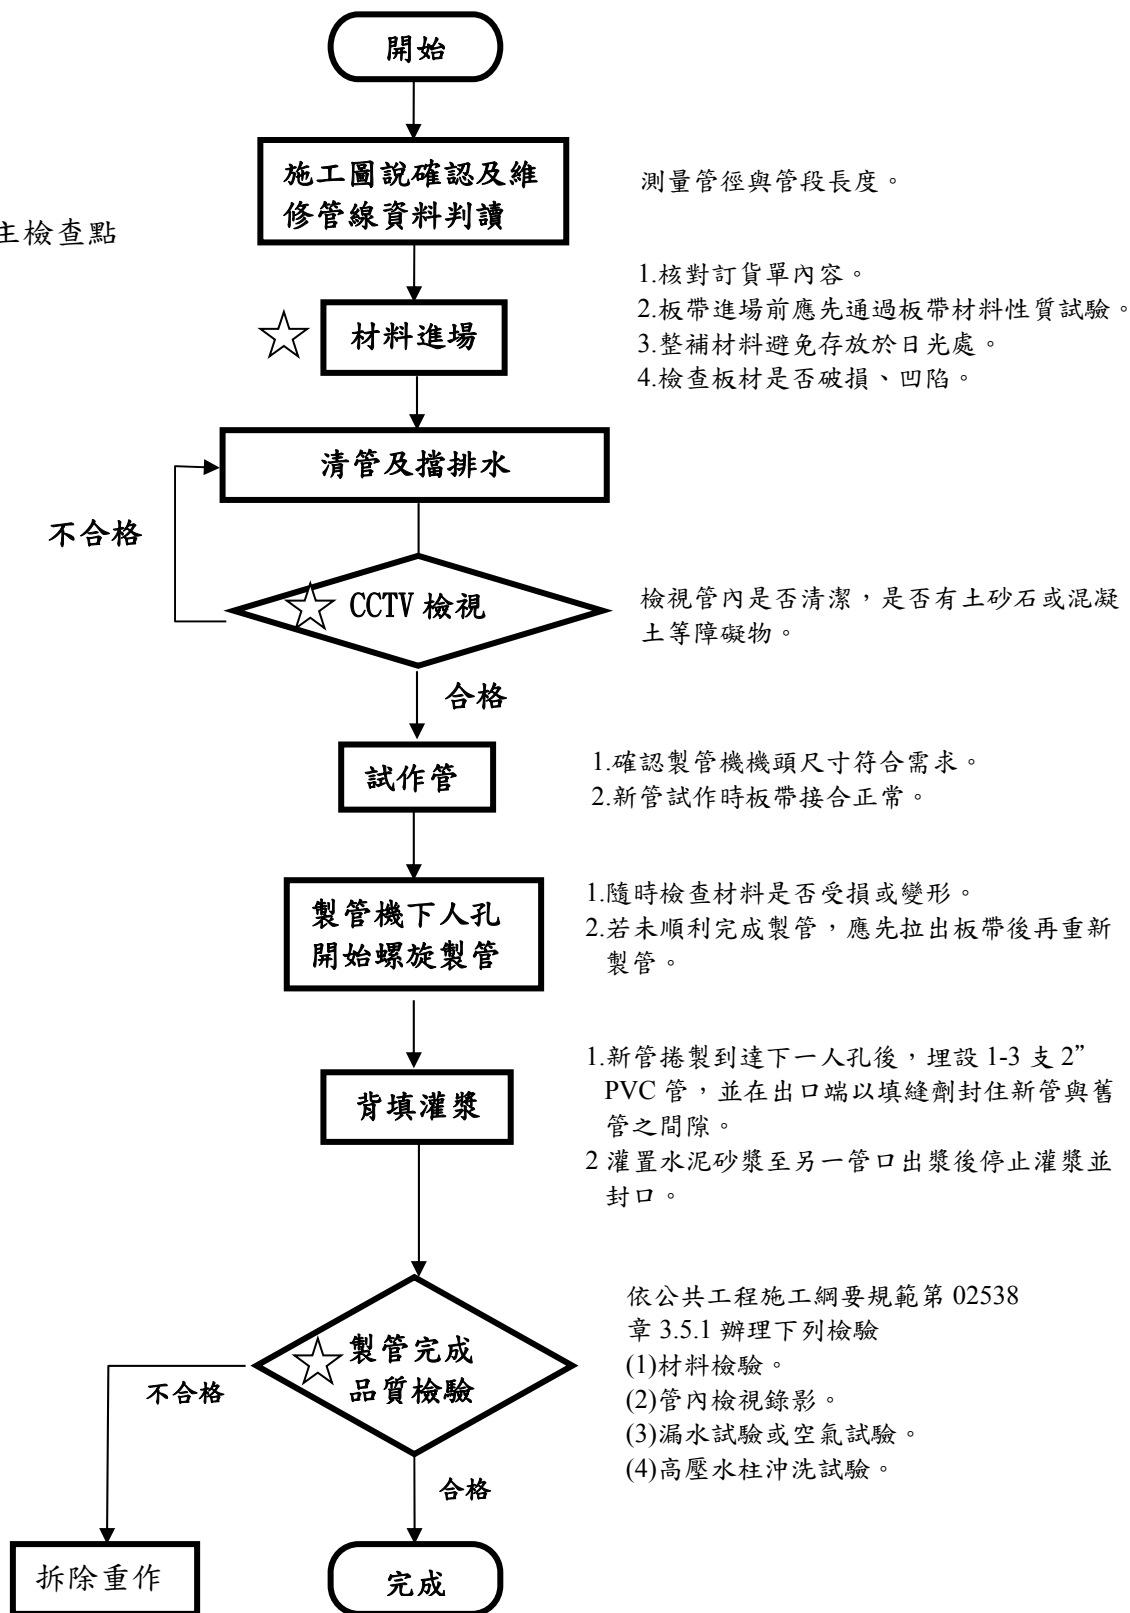 開始
施工圖說確認及維
修管線資料判讀
測量管徑與管段長度。
主檢查點
材料進場
1.核對訂貨單內容。
2.板帶進場前應先通過板帶材料性質試驗。
3.整補材料避免存放於日光處。
4.檢查板材是否破損、凹陷。
清管及擋排水
不合格
CCTV 檢視
檢視管內是否清潔，是否有土砂石或混凝
土等障礙物。
合格
試作管
1.確認製管機機頭尺寸符合需求。
2.新管試作時板帶接合正常。
製管機下人孔
開始螺旋製管
1.隨時檢查材料是否受損或變形。
2.若未順利完成製管，應先拉出板帶後再重新
製管。
背填灌漿
1.新管捲製到達下一人孔後，埋設 1-3 支 2”
PVC 管，並在出口端以填縫劑封住新管與舊
管之間隙。
2 灌置水泥砂漿至另一管口出漿後停止灌漿並
封口。
製管完成
品質檢驗
依公共工程施工綱要規範第 02538
章 3.5.1 辦理下列檢驗
(1)材料檢驗。
(2)管內檢視錄影。
(3)漏水試驗或空氣試驗。
(4)高壓水柱沖洗試驗。
不合格
合格
拆除重作
完成